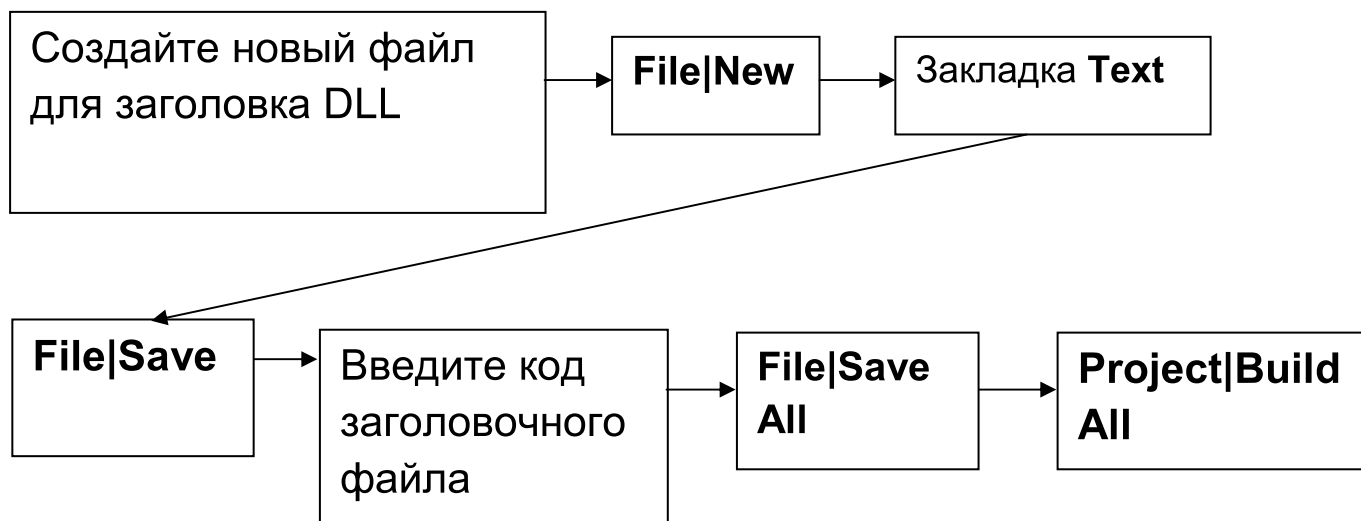 Создайте новый файл
для заголовка DLL
File|New
Закладка Text
File|Save
Введите код
заголовочного
файла
File|Save
All
Project|Build
All